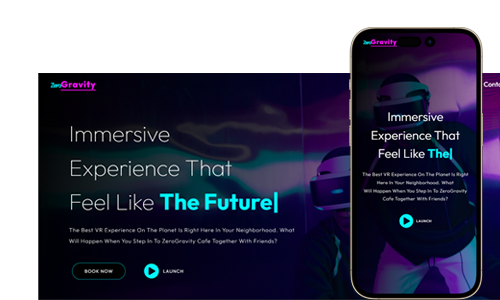 ZeroGravity
Immersive
Experience That
Feel Like The Future|
The Best VR Experience On The Planet Is Right Here In Your Neighborhood. What
Will Happen When You Step In To ZeroGravity Cafe Together With Friends?
BOOK NOW
LAUNCH
Conta
ZeroGravity
Immersive
Experience That
Feel Like The|
The Best VR Experience On The Planet Is Right
Here In Your Neighborhood. What
Will Happen When You Step In To ZeroGravity
Cafe Together With Friends?
LAUNCH